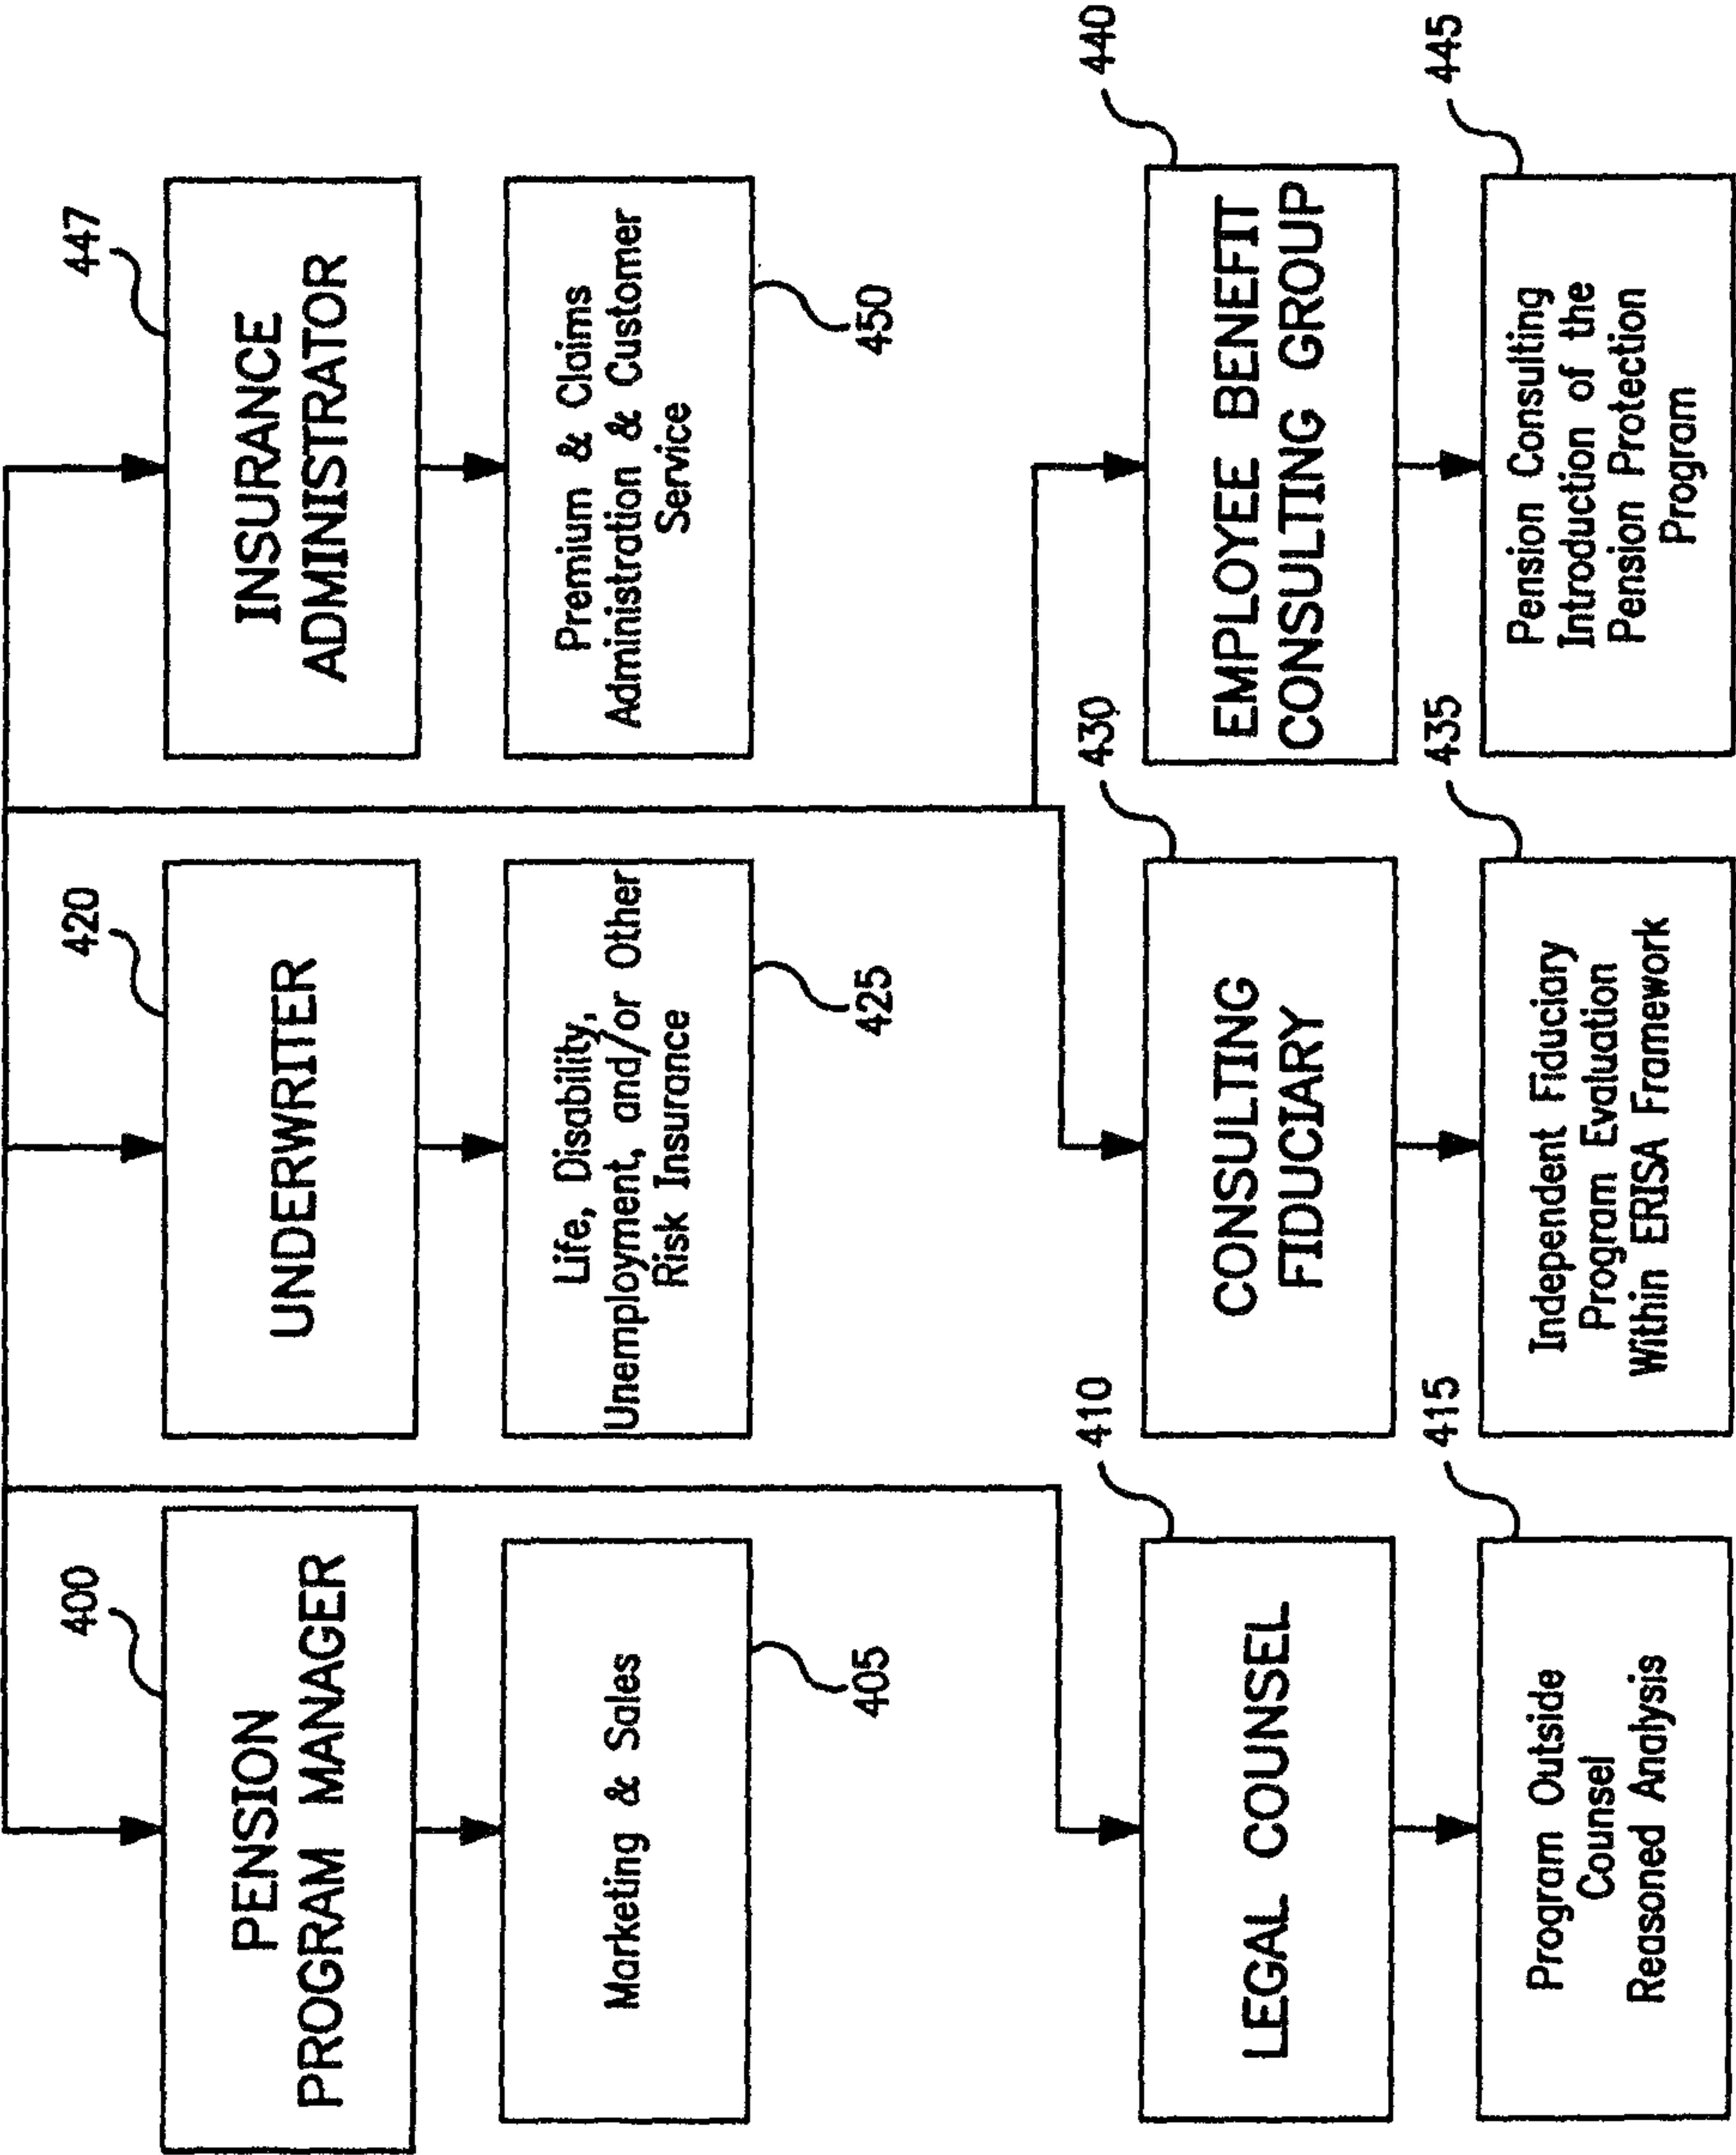 400
PENSION
PROGRAM MANAGER
Marketing & Sales
405
420
UNDERWRITER
Life, Disability,
Unemployment, and/or Other
Risk Insurance
425
447
INSURANCE
ADMINISTRATOR
Premium & Claims
Administration & Customer
Service
450
410
LEGAL COUNSEL
415
Program Outside
Counsel
Reasoned Analysis
430
CONSULTING
FIDUCIARY
435
Independent Fiduciary
Program Evaluation
Within ERISA Framework
440
EMPLOYEE BENEFIT
CONSULTING GROUP
445
Pension Consulting
Introduction of the
Pension Protection
Program